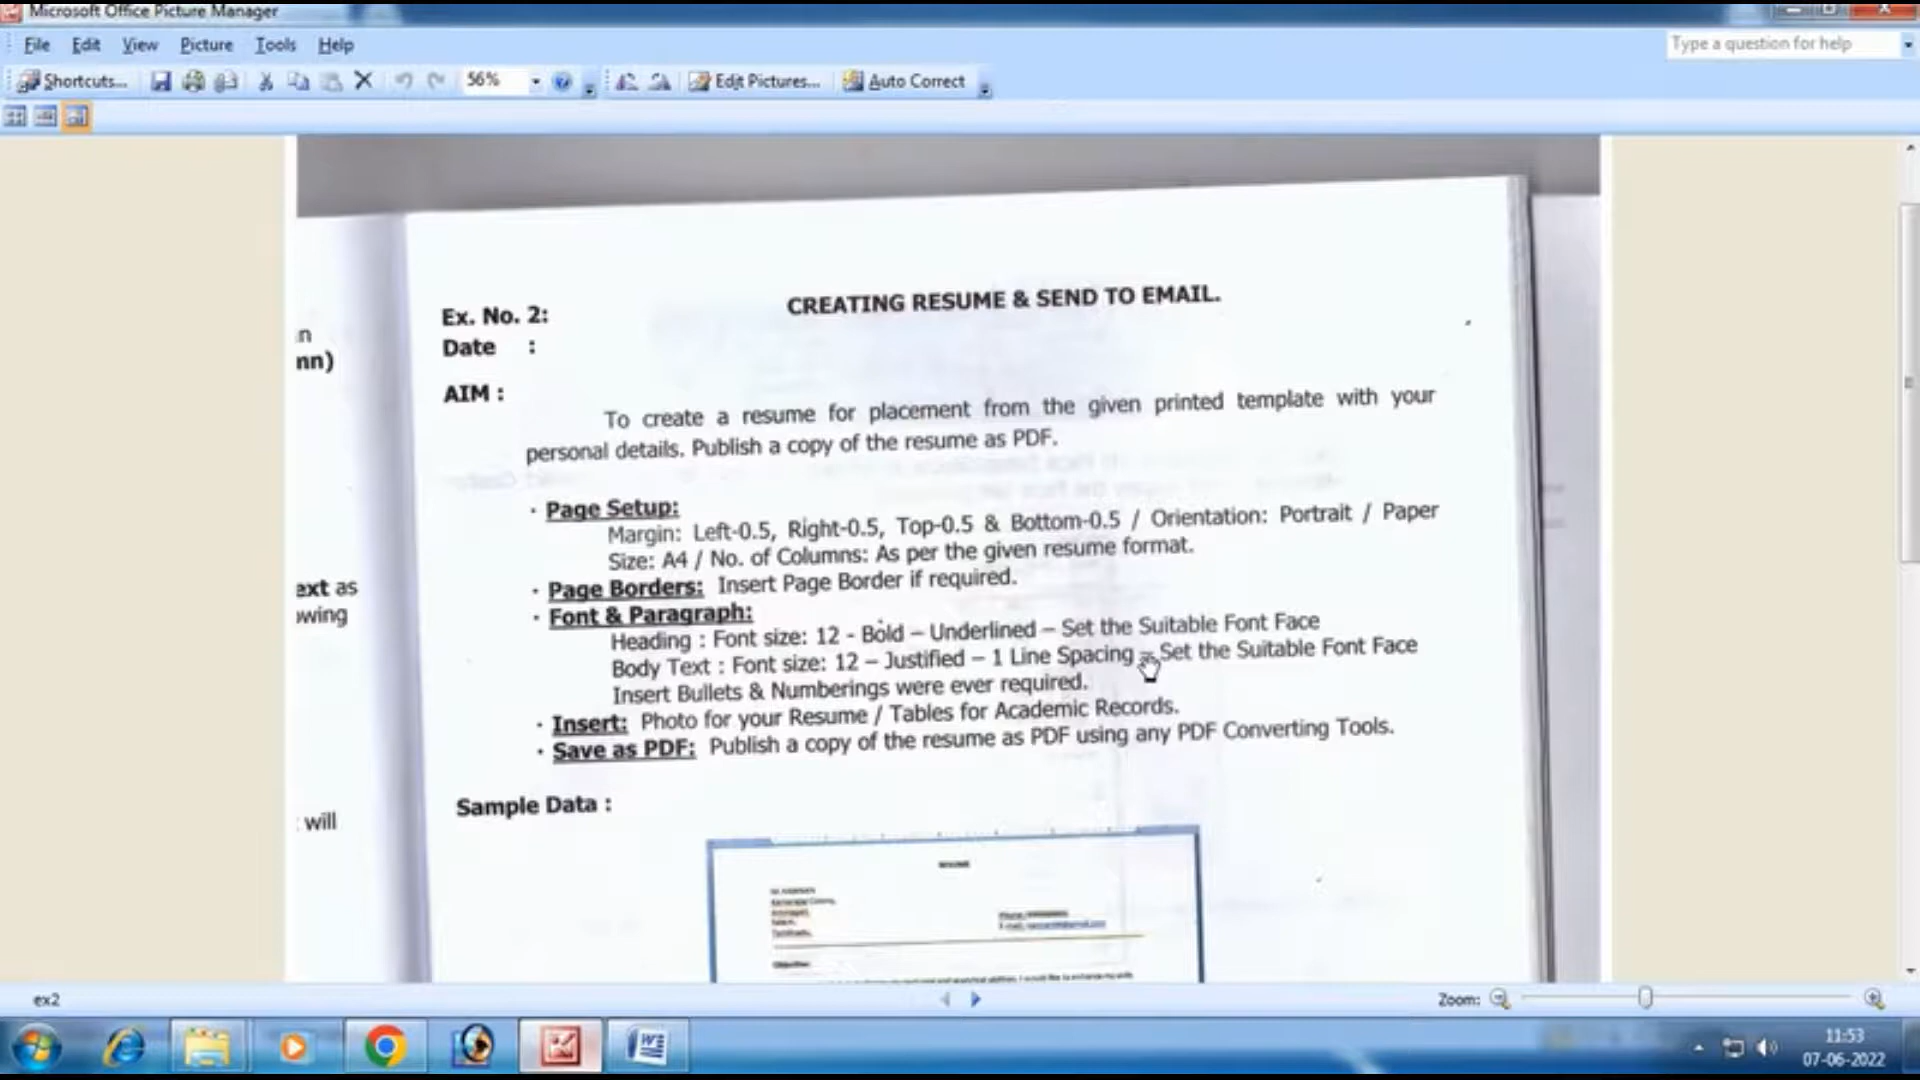 Microsoft Office Picture Manager
File Edit View Picture Tools Help
Type a question for help
Shortcuts... 56% Edit Pictures... Auto Correct
CREATING RESUME & SEND TO EMAIL.
Ex. No. 2:
Date :
AIM :
To create a resume for placement from the given printed template with your
personal details. Publish a copy of the resume as PDF.
· Page Setup:
Margin: Left-0.5, Right-0.5, Top-0.5 & Bottom-0.5 / Orientation: Portrait / Paper
Size: A4 / No. of Columns: As per the given resume format.
· Page Borders: Insert Page Border if required.
· Font & Paragraph:
Heading : Font size: 12 - Bold – Underlined – Set the Suitable Font Face
Body Text : Font size: 12 – Justified – 1 Line Spacing – Set the Suitable Font Face
Insert Bullets & Numberings were ever required.
· Insert: Photo for your Resume / Tables for Academic Records.
· Save as PDF: Publish a copy of the resume as PDF using any PDF Converting Tools.
Sample Data :
RESUME
Objective
n
nn)
ext as
owing
will
ex2
Zoom:
11:53
07-06-2022